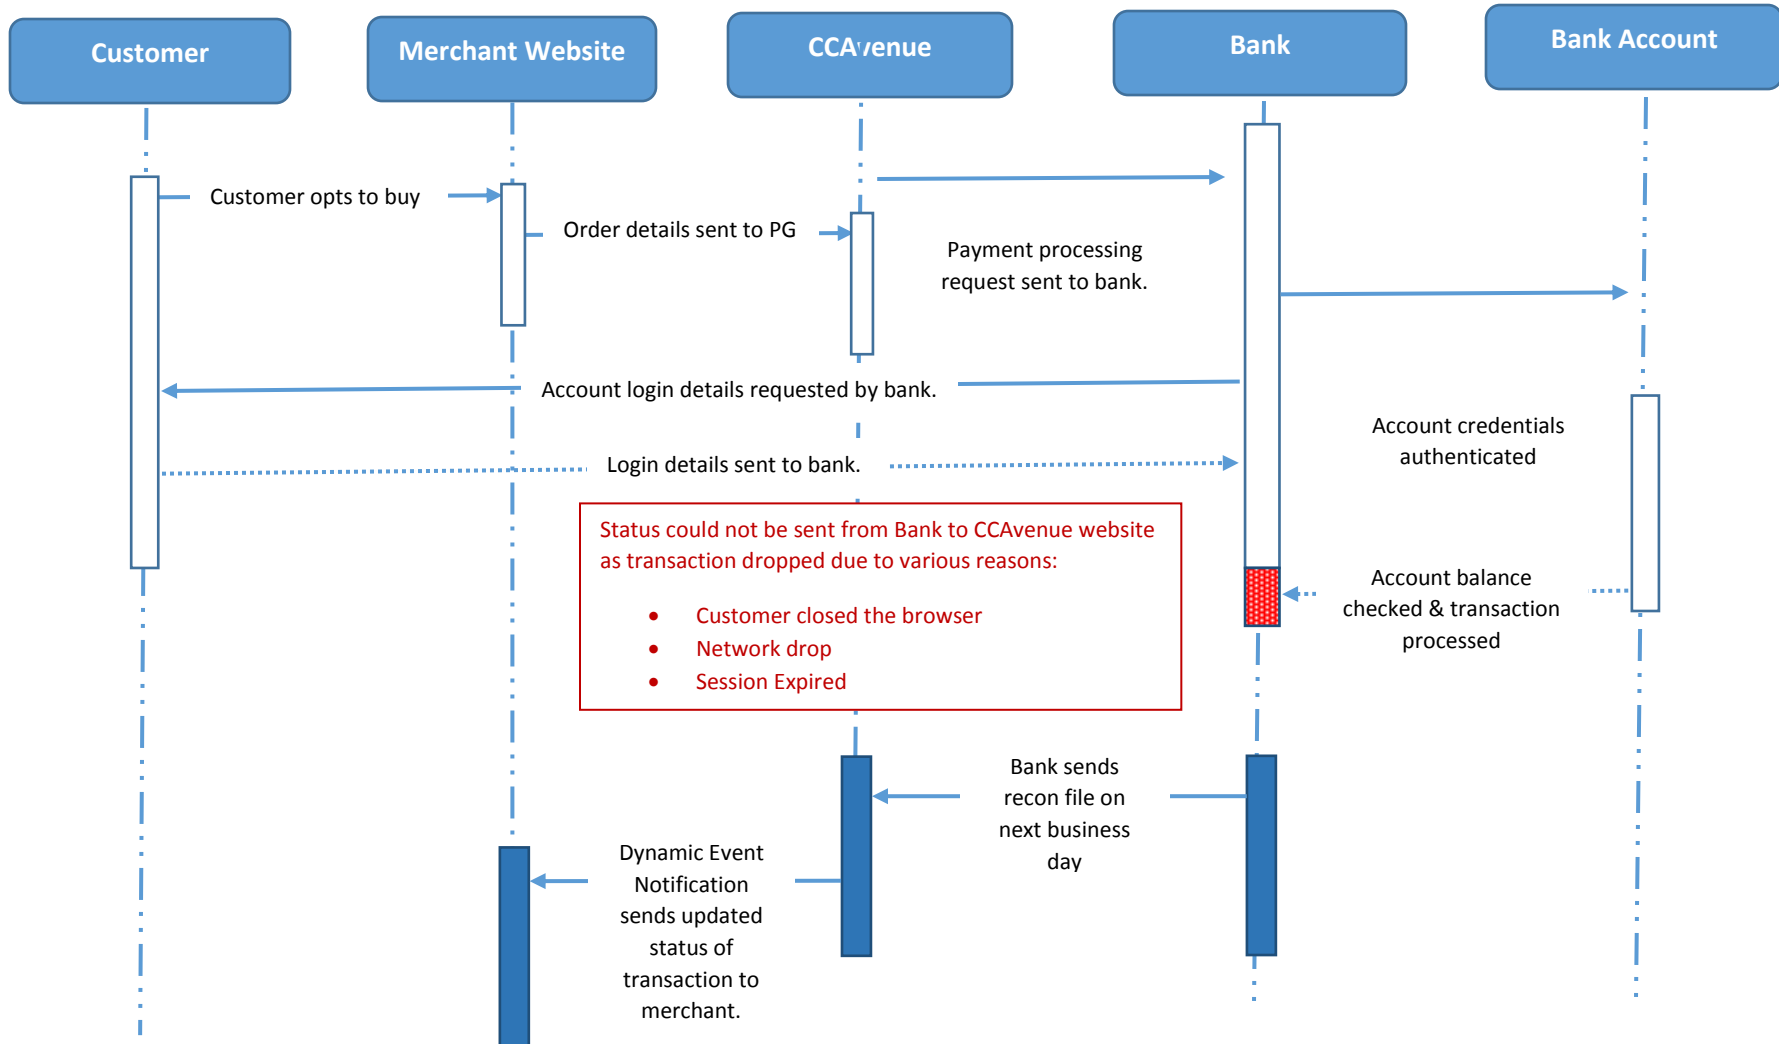 Customer
Merchant Website
CCAvenue
Bank
Bank Account
Customer opts to buy
Order details sent to PG
Payment processing
request sent to bank.
Account login details requested by bank.
Account credentials
authenticated
Login details sent to bank.
Status could not be sent from Bank to CCAvenue website
as transaction dropped due to various reasons:
• Customer closed the browser
• Network drop
• Session Expired
Account balance
checked & transaction
processed
Bank sends
recon file on
next business
day
Dynamic Event
Notification
sends updated
status of
transaction to
merchant.